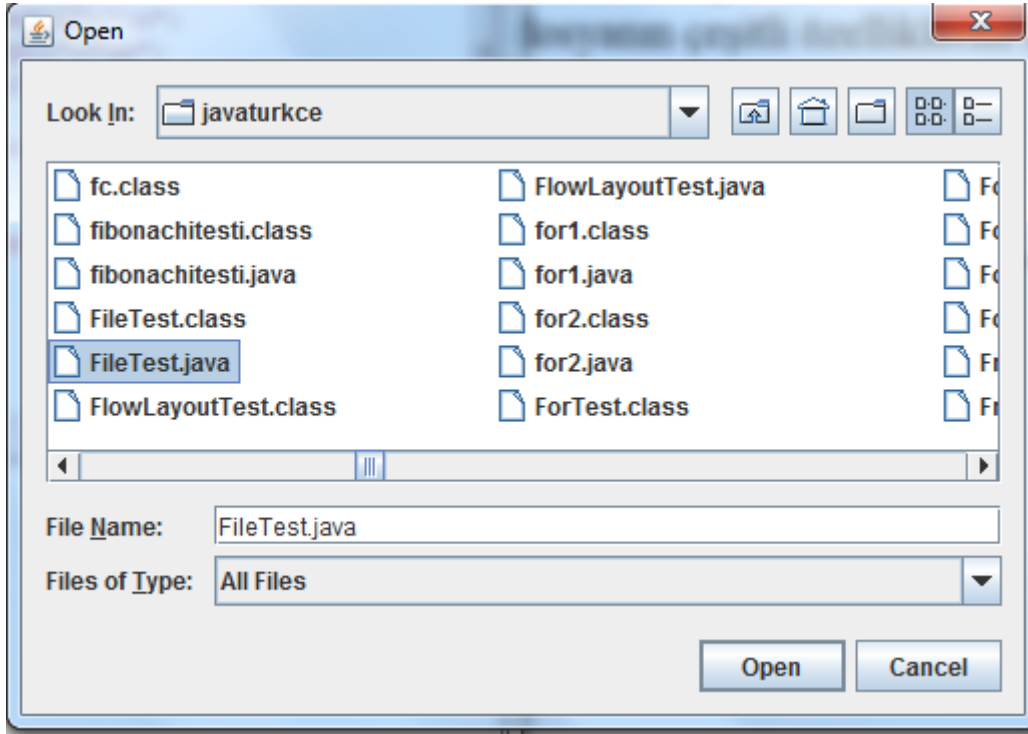 Open
Look In: javaturkce
fc.class
fibonachitesti.class
fibonachitesti.java
FileTest.class
FileTest.java
FlowLayoutTest.class
FlowLayoutTest.java
for1.class
for1.java
for2.class
for2.java
ForTest.class
File Name: FileTest.java
Files of Type: All Files
Open Cancel